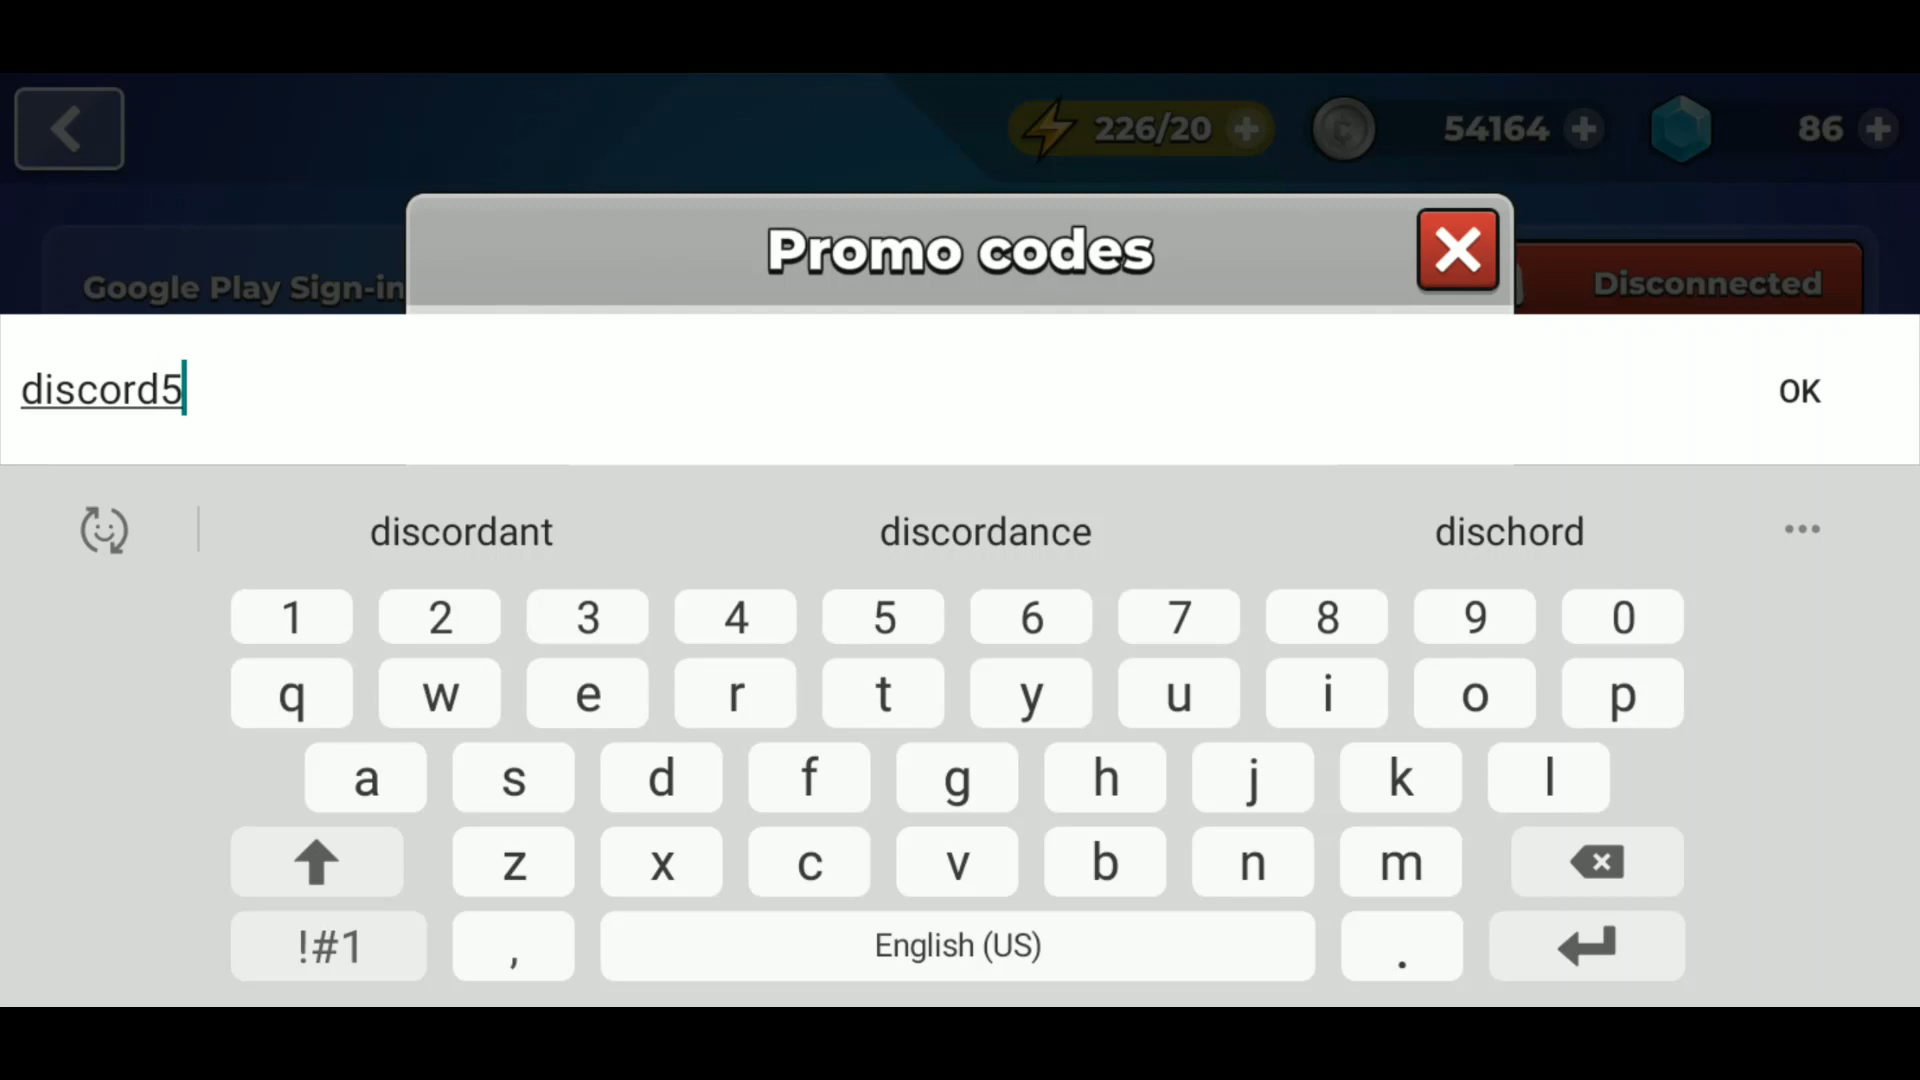 226/20
54164
86
Promo codes
Google Play Sign-in
Disconnected
discord5
OK
discordant discordance dischord
1 2 3 4 5 6 7 8 9 0
q w e r t y u i o p
a s d f g h j k l
z x c v b n m
!#1 , English (US) .